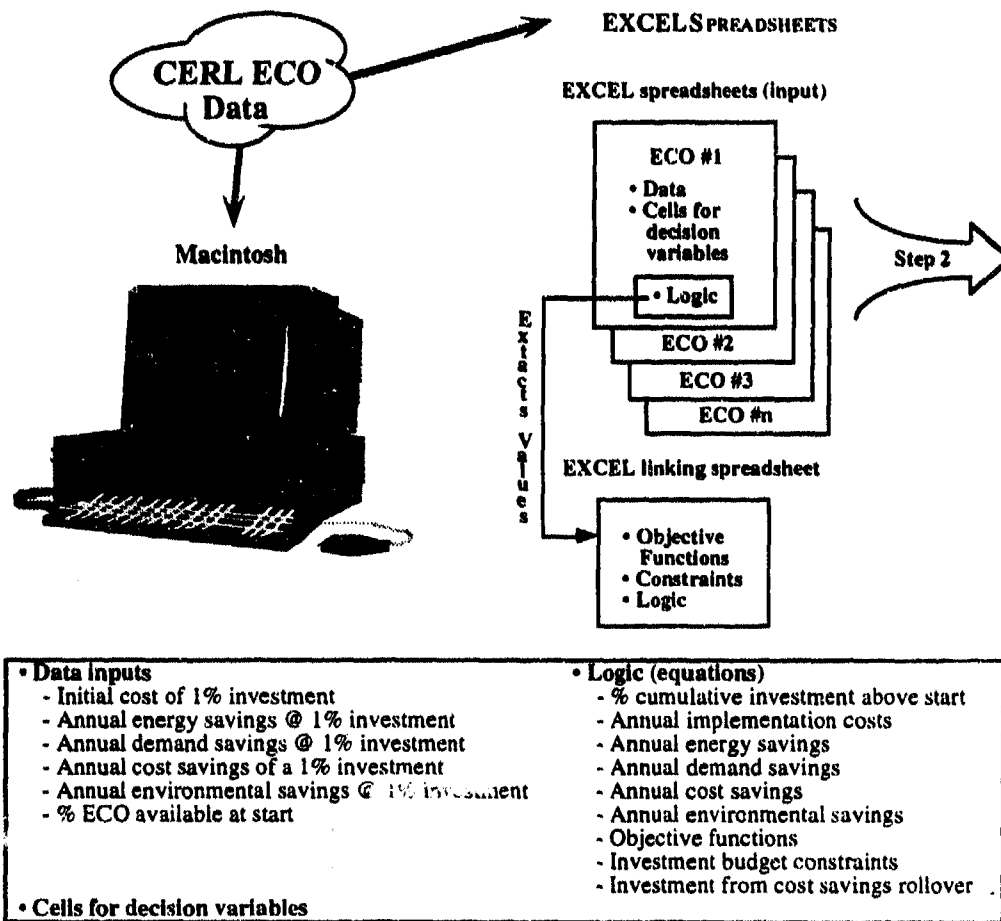 EXCEL SPREADSHEETS
CERL ECO
Data
EXCEL spreadsheets (input)
ECO #1
• Data
• Cells for
decision
variables
• Logic
ECO #2
ECO #3
ECO #n
Step 2
Macintosh
Extracts Values
EXCEL linking spreadsheet
• Objective
Functions
• Constraints
• Logic
• Data inputs
- Initial cost of 1% investment
- Annual energy savings @ 1% investment
- Annual demand savings @ 1% investment
- Annual cost savings of a 1% investment
- Annual environmental savings @ 1% investment
- % ECO available at start
• Cells for decision variables
• Logic (equations)
- % cumulative investment above start
- Annual implementation costs
- Annual energy savings
- Annual demand savings
- Annual cost savings
- Annual environmental savings
- Objective functions
- Investment budget constraints
- Investment from cost savings rollover